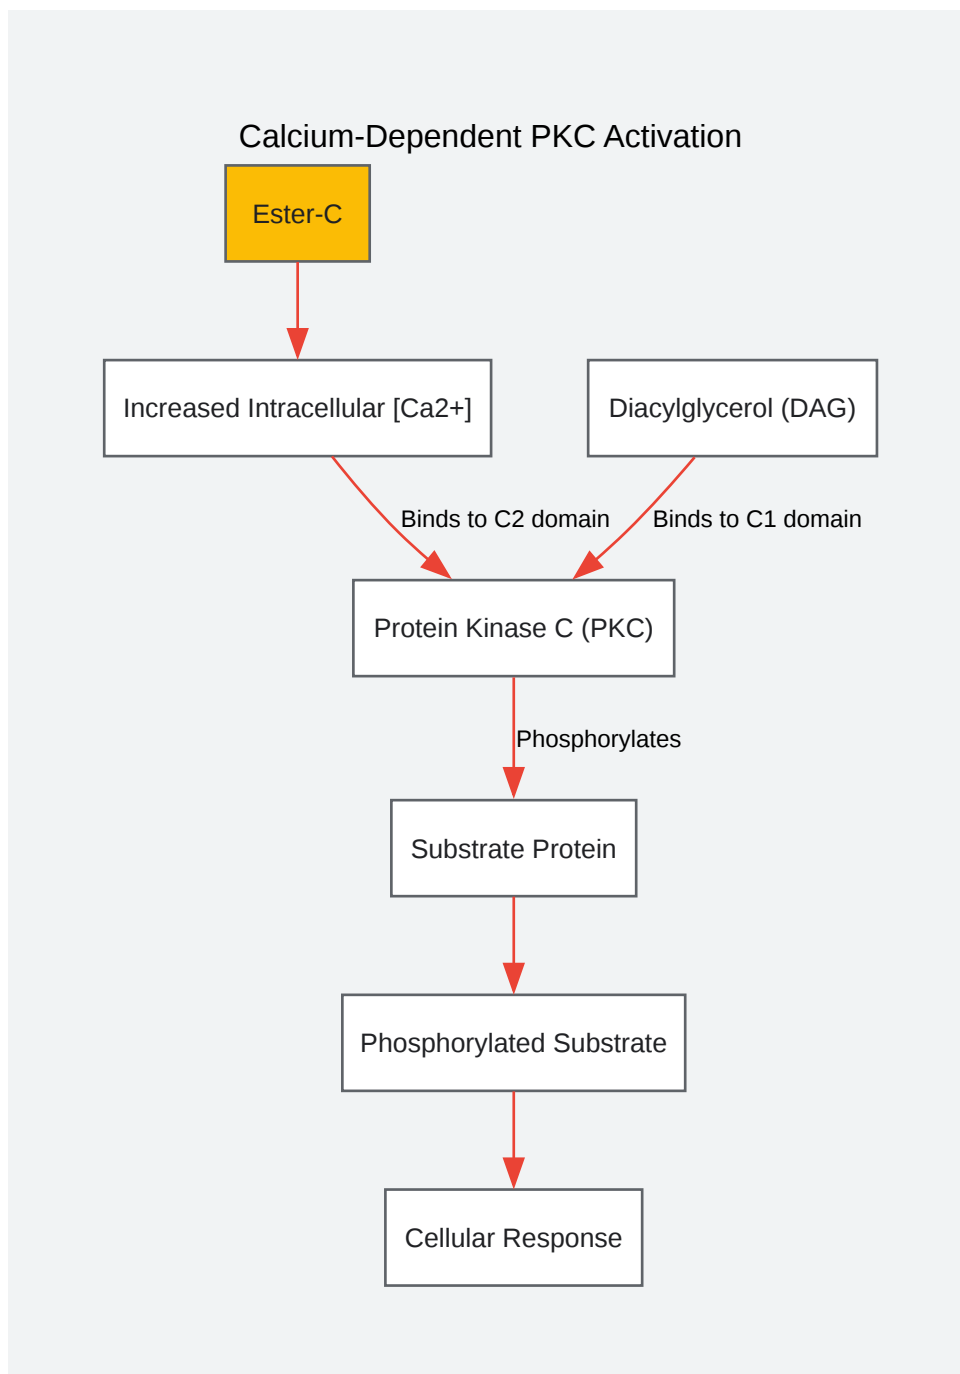 Calcium-Dependent PKC Activation
Ester-C
Increased Intracellular [Ca2+]
Diacylglycerol (DAG)
Binds to C2 domain
Binds to C1 domain
Protein Kinase C (PKC)
Phosphorylates
Substrate Protein
Phosphorylated Substrate
Cellular Response